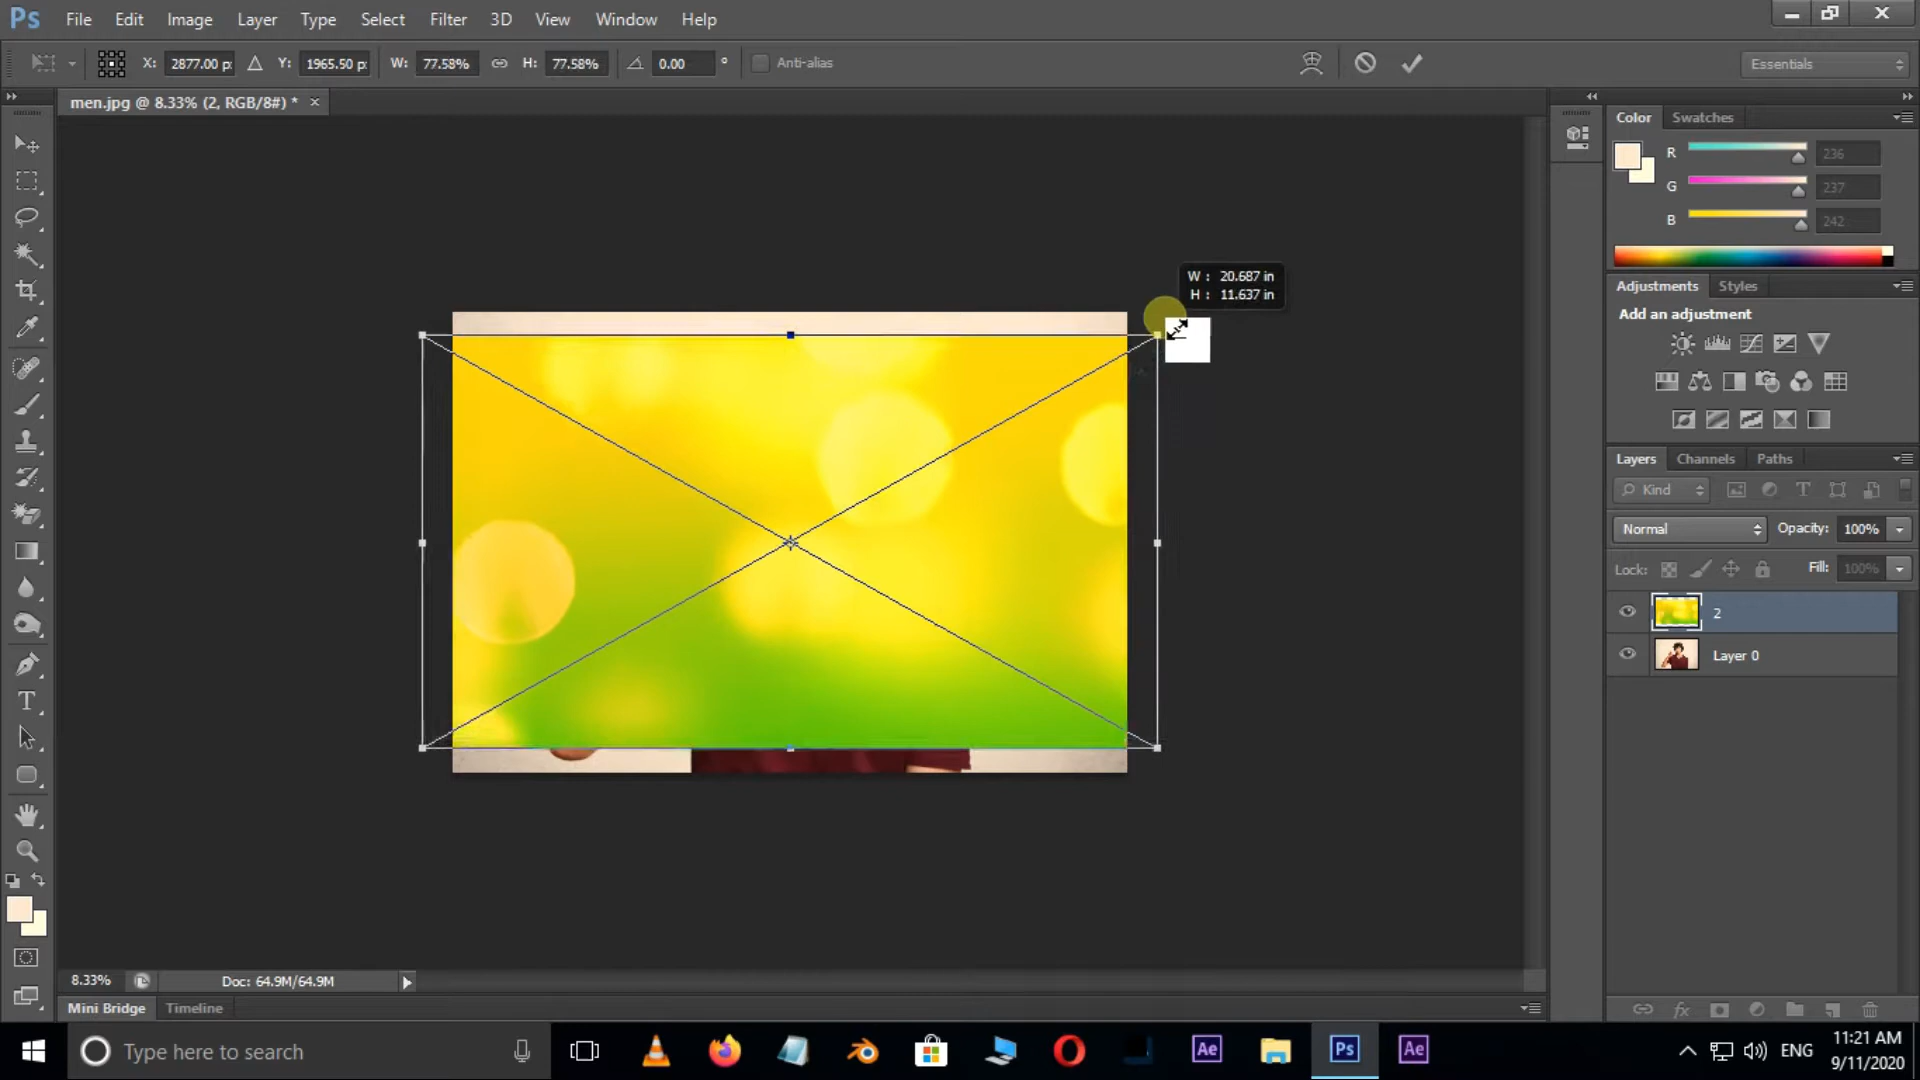 Ps File Edit Image Layer Type Select Filter 3D View Window Help
X: 2877.00 p: Y: 1965.50 p: W: 77.58% H: 77.58% 0.00 ° Anti-alias Essentials
men.jpg @ 8.33% (2, RGB/8#) *
Color Swatches
R 236
G 237
B 242
W : 20.687 in
H : 11.637 in
Adjustments Styles
Add an adjustment
Layers Channels Paths
Kind
Normal Opacity: 100%
Lock: Fill: 100%
2
Layer 0
8.33% Doc: 64.9M/64.9M
Mini Bridge Timeline
Type here to search
Ae Ps Ae
ENG
11:21 AM
9/11/2020